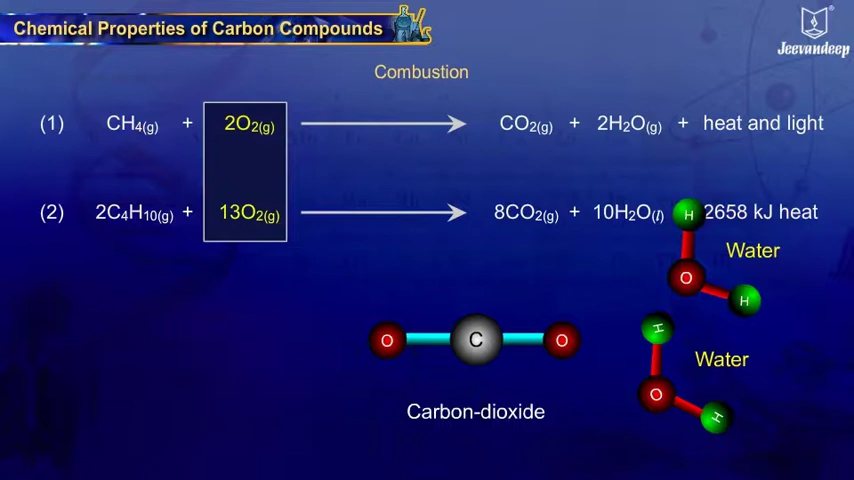 Chemical Properties of Carbon Compounds
Jeevandeep
Combustion
(1) CH4(g) + 2O2(g) CO2(g) + 2H2O(g) + heat and light
(2) 2C4H10(g) + 13O2(g) 8CO2(g) + 10H2O(l) 2658 kJ heat
H
Water
O
H
H
O C O
Water
O
H
Carbon-dioxide